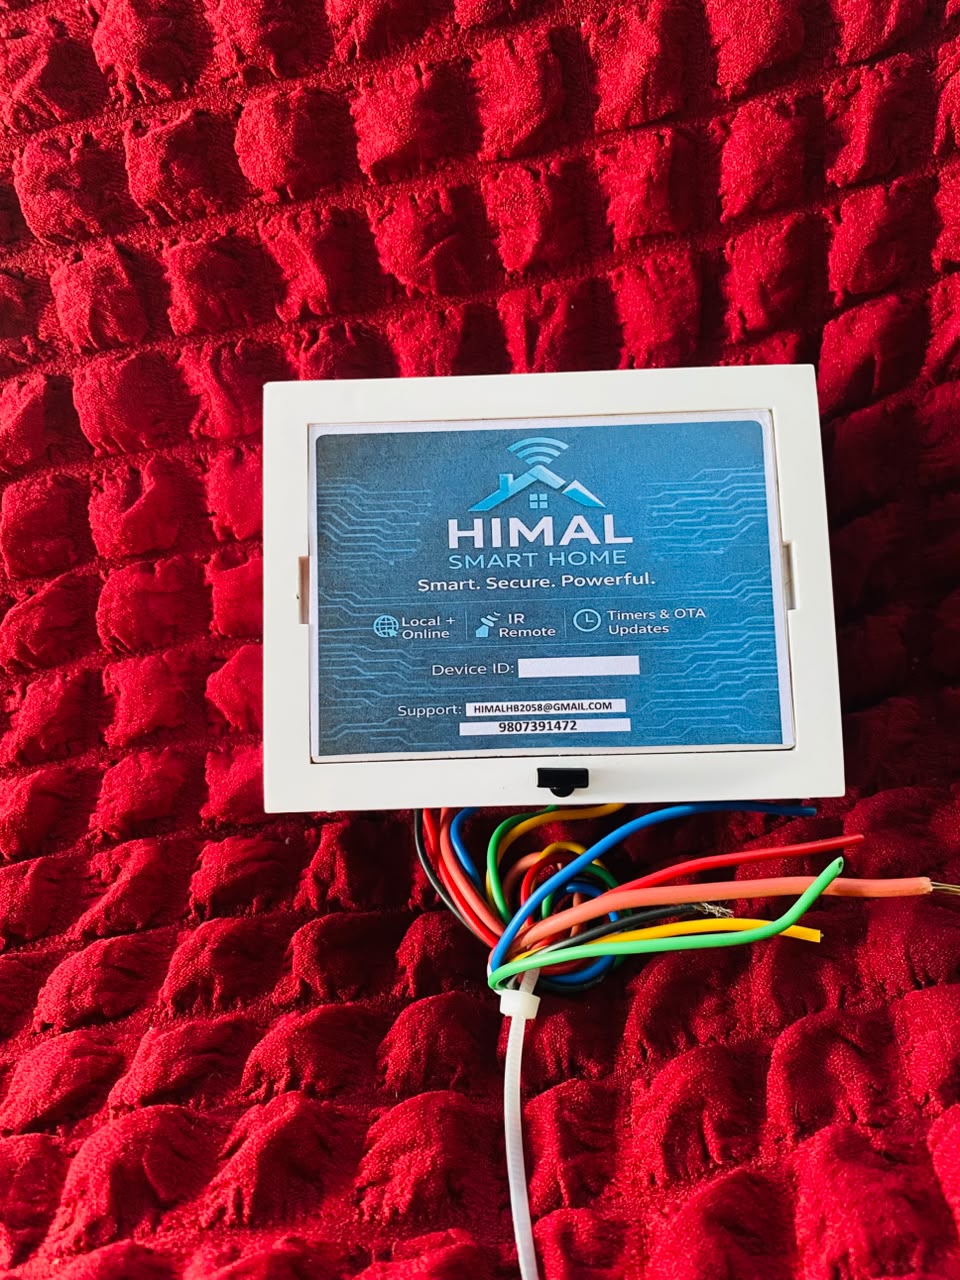 HIMAL
SMART HOME
Smart. Secure. Powerful.
Local +
Online
IR
Remote
Timers & OTA
Updates
Device ID:
Support: HIMALHB2058@GMAIL.COM
9807391472